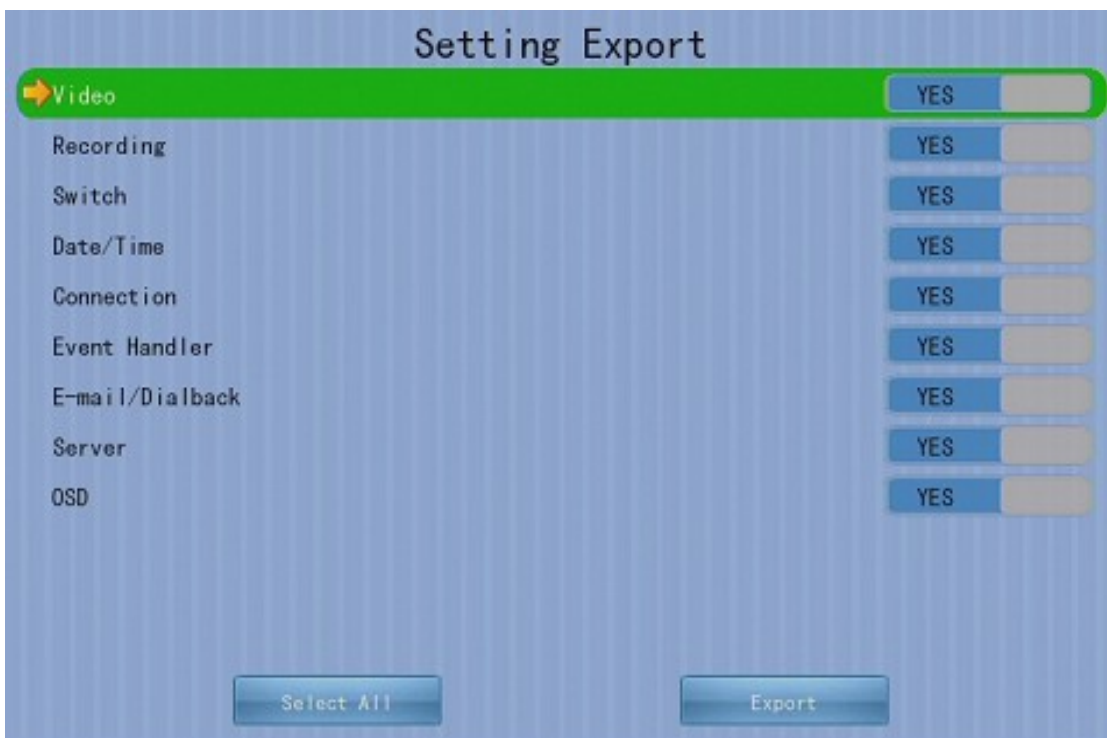 Setting Export
Video YES
Recording YES
Switch YES
Date/Time YES
Connection YES
Event Handler YES
E-mail/Dialback YES
Server YES
OSD YES
Select All Export